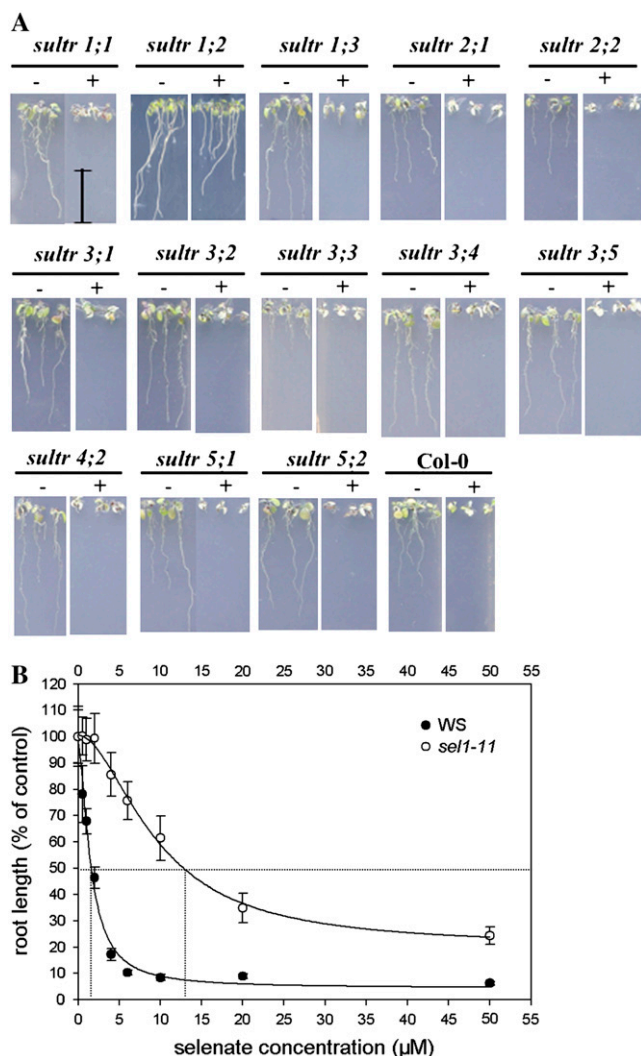 A
sultr 1;1 sultr 1;2 sultr 1;3 sultr 2;1 sultr 2;2
- + - + - + - + - +
sultr 3;1 sultr 3;2 sultr 3;3 sultr 3;4 sultr 3;5
- + - + - + - + - +
sultr 4;2 sultr 5;1 sultr 5;2 Col-0
- + - + - + - +
B
0 5 10 15 20 25 30 35 40 45 50 55
120
110
100
90
80
70
60
50
40
30
20
10
0
root length (% of control)
WS
sel1-11
0 5 10 15 20 25 30 35 40 45 50 55
selenate concentration (µM)